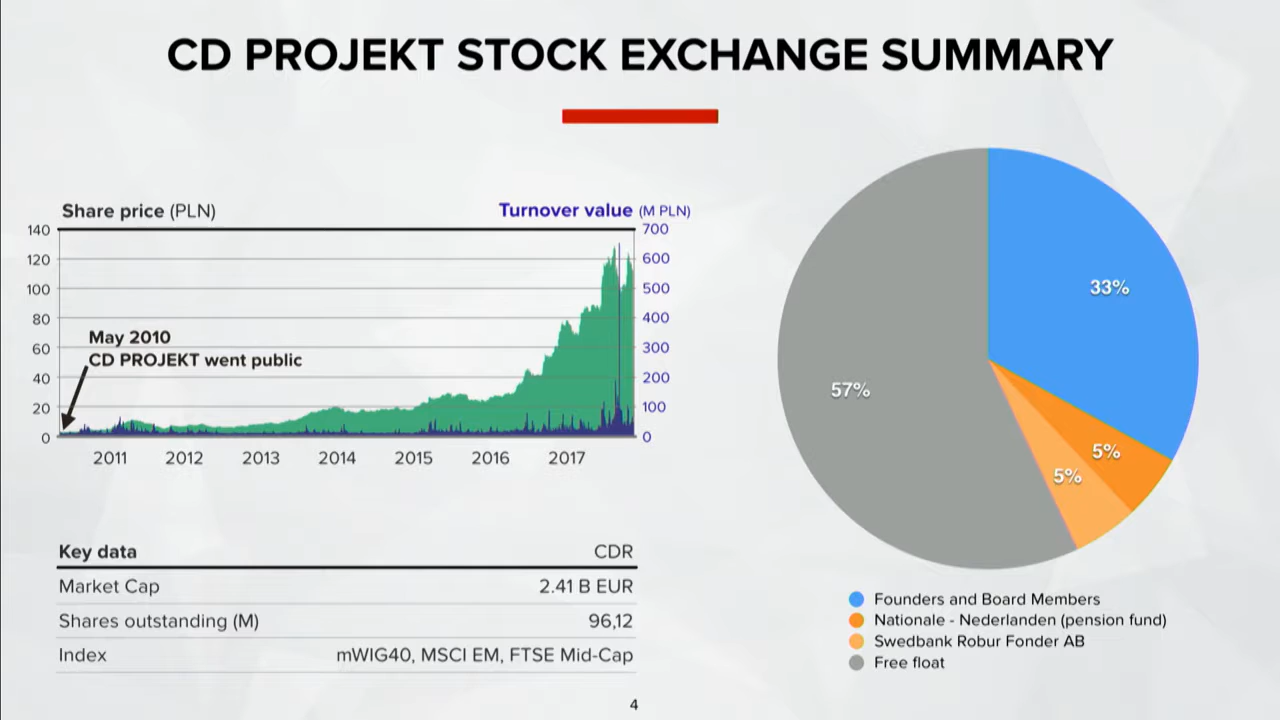 CD PROJEKT STOCK EXCHANGE SUMMARY
Share price (PLN)
Turnover value (M PLN)
140
120
100
80
60
40
20
0
700
600
500
400
300
200
100
0
May 2010
CD PROJEKT went public
2011 2012 2013 2014 2015 2016 2017
Key data CDR
Market Cap 2.41 B EUR
Shares outstanding (M) 96,12
Index mWIG40, MSCI EM, FTSE Mid-Cap
33%
5%
5%
57%
Founders and Board Members
Nationale - Nederlanden (pension fund)
Swedbank Robur Fonder AB
Free float
4